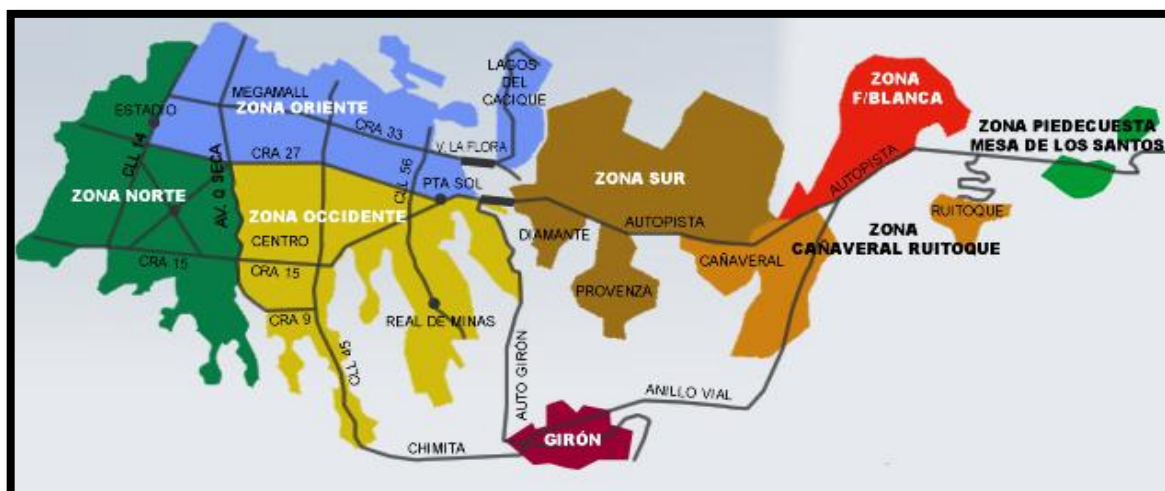 LAGOS
DEL
CACIQUE
ZONA
F/BLANCA
MEGAMALL
ESTADIO
ZONA ORIENTE
CRA 33
V. LA FLORA
ZONA PIEDECUESTA
MESA DE LOS SANTOS
CLL 14
CRA 27
CLL 56
PTA SOL
ZONA SUR
AUTOPISTA
ZONA NORTE
AV. Q SECA
ZONA OCCIDENTE
RUITOQUE
AUTOPISTA
DIAMANTE
ZONA
CAÑAVERAL RUITOQUE
CENTRO
CAÑAVERAL
CRA 15
CRA 15
PROVENZA
CRA 9
REAL DE MINAS
CLL 45
AUTO GIRÓN
ANILLO VIAL
GIRÓN
CHIMITA